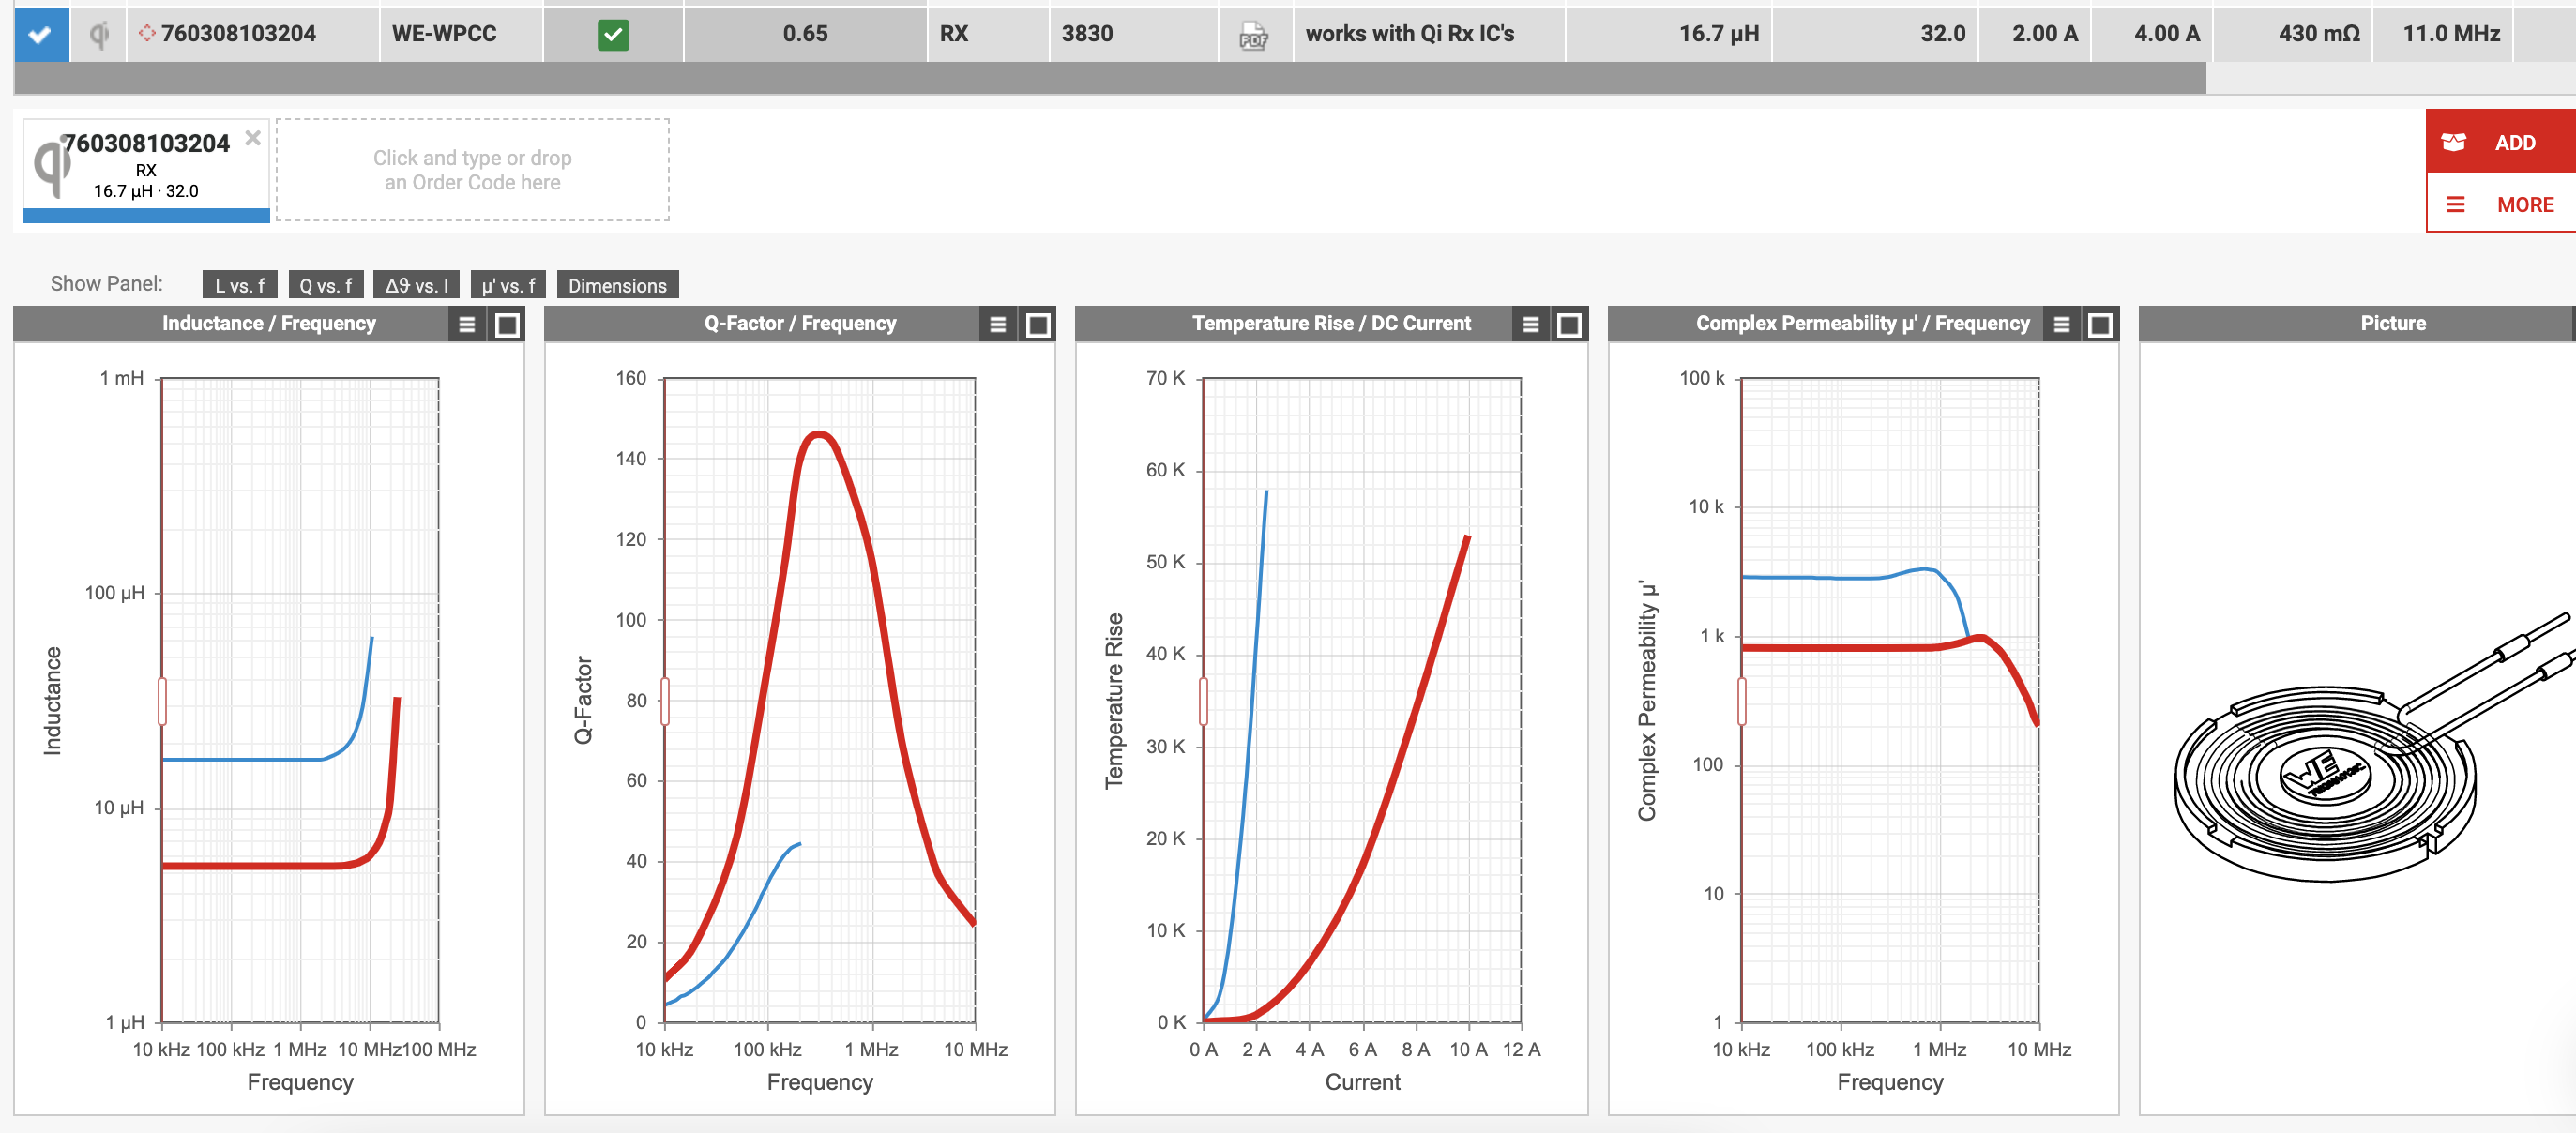 760308103204 WE-WPCC 0.65 RX 3830 PDF works with Qi Rx IC's 16.7 µH 32.0 2.00 A 4.00 A 430 mΩ 11.0 MHz
760308103204
RX
16.7 µH · 32.0
Click and type or drop
an Order Code here
ADD
MORE
Show Panel: L vs. f Q vs. f Δϑ vs. I µ' vs. f Dimensions
Inductance / Frequency
1 mH
100 µH
10 µH
1 µH
Inductance
10 kHz 100 kHz 1 MHz 10 MHz 100 MHz
Frequency
Q-Factor / Frequency
160
140
120
100
80
60
40
20
0
Q-Factor
10 kHz 100 kHz 1 MHz 10 MHz
Frequency
Temperature Rise / DC Current
70 K
60 K
50 K
40 K
30 K
20 K
10 K
0 K
Temperature Rise
0 A 2 A 4 A 6 A 8 A 10 A 12 A
Current
Complex Permeability µ' / Frequency
100 k
10 k
1 k
100
10
1
Complex Permeability µ'
10 kHz 100 kHz 1 MHz 10 MHz
Frequency
Picture
WE